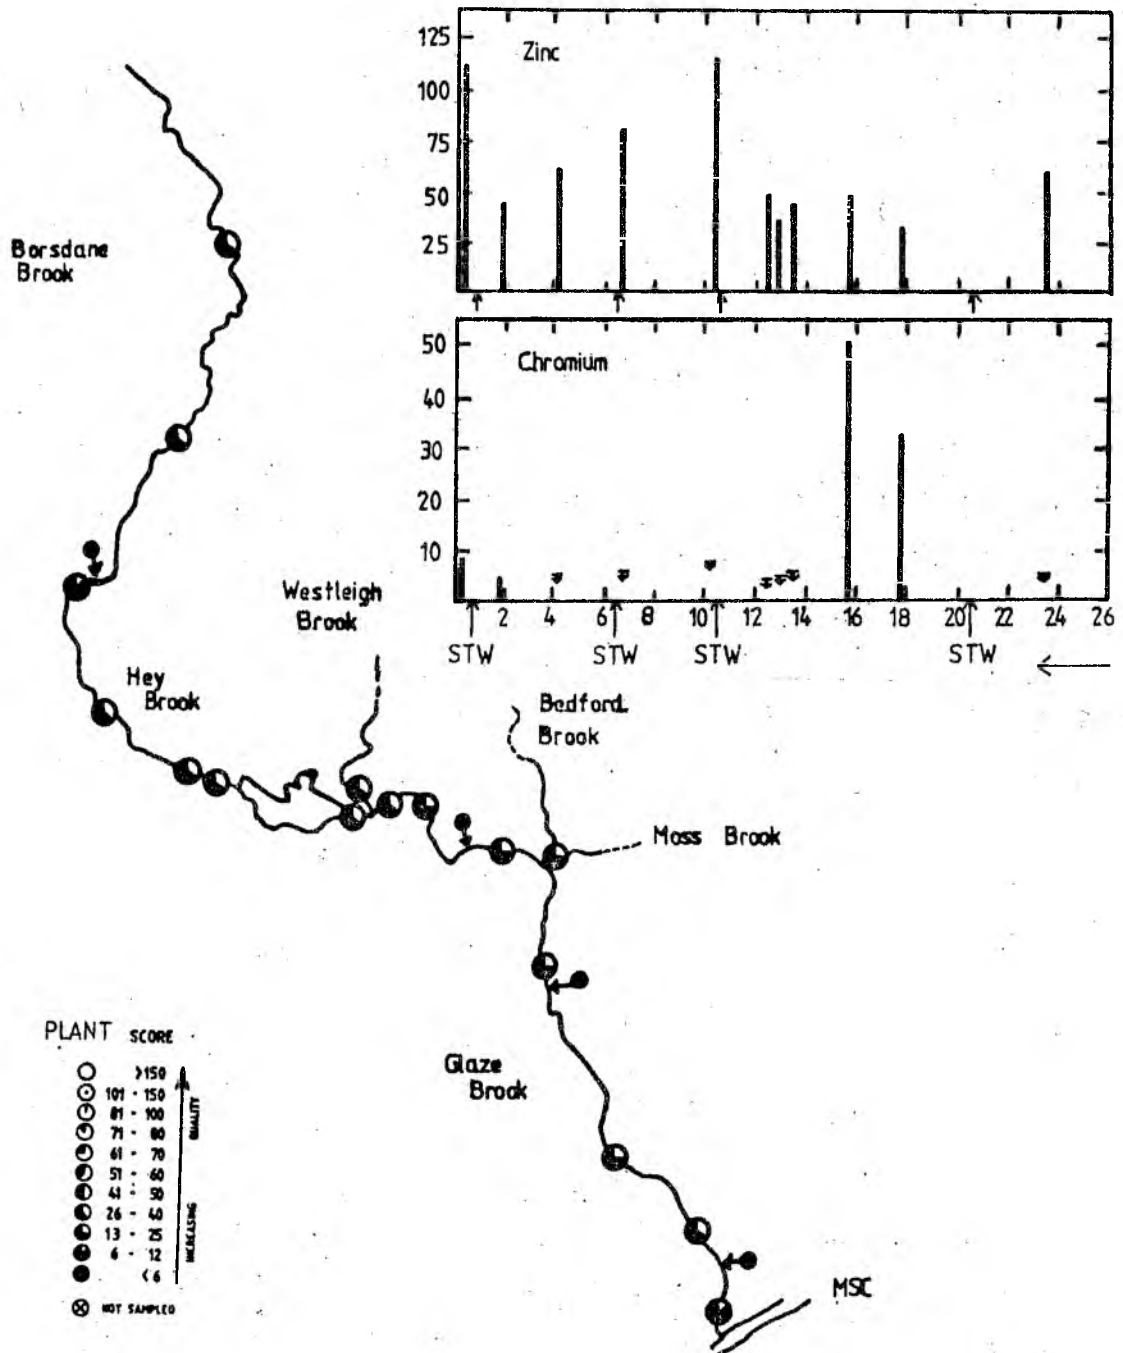 125
Zinc
100
75
50
25
50
Chromium
40
30
20
10
2 4 6 8 10 12 14 16 18 20 22 24 26
STW STW STW STW
Borsdane
Brook
Westleigh
Brook
Hey
Brook
Bedford
Brook
Moss Brook
Glaze
Brook
MSC
PLANT SCORE
>150
101 - 150
81 - 100
71 - 80
61 - 70
51 - 60
41 - 50
26 - 40
13 - 25
6 - 12
<6
NOT SAMPLED
INCREASING QUALITY